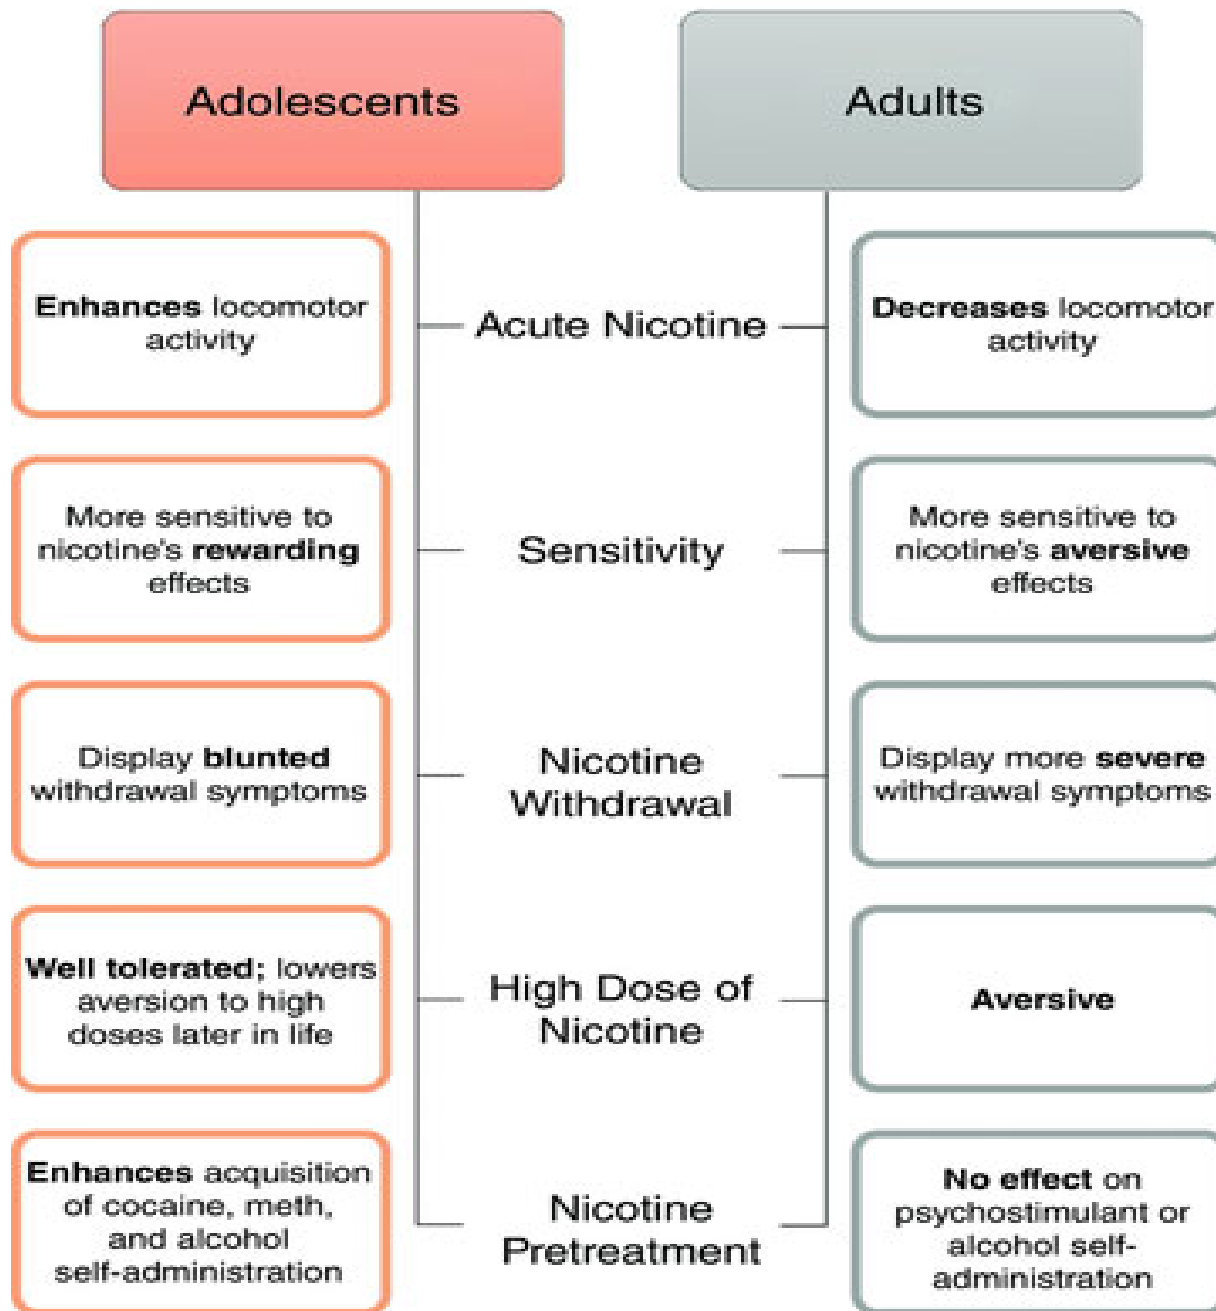 Adolescents
Adults
Enhances locomotor
activity
Acute Nicotine
Decreases locomotor
activity
More sensitive to
nicotine's rewarding
effects
Sensitivity
More sensitive to
nicotine's aversive
effects
Display blunted
withdrawal symptoms
Nicotine
Withdrawal
Display more severe
withdrawal symptoms
Well tolerated; lowers
aversion to high
doses later in life
High Dose of
Nicotine
Aversive
Enhances acquisition
of cocaine, meth,
and alcohol
self-administration
Nicotine
Pretreatment
No effect on
psychostimulant or
alcohol self-
administration